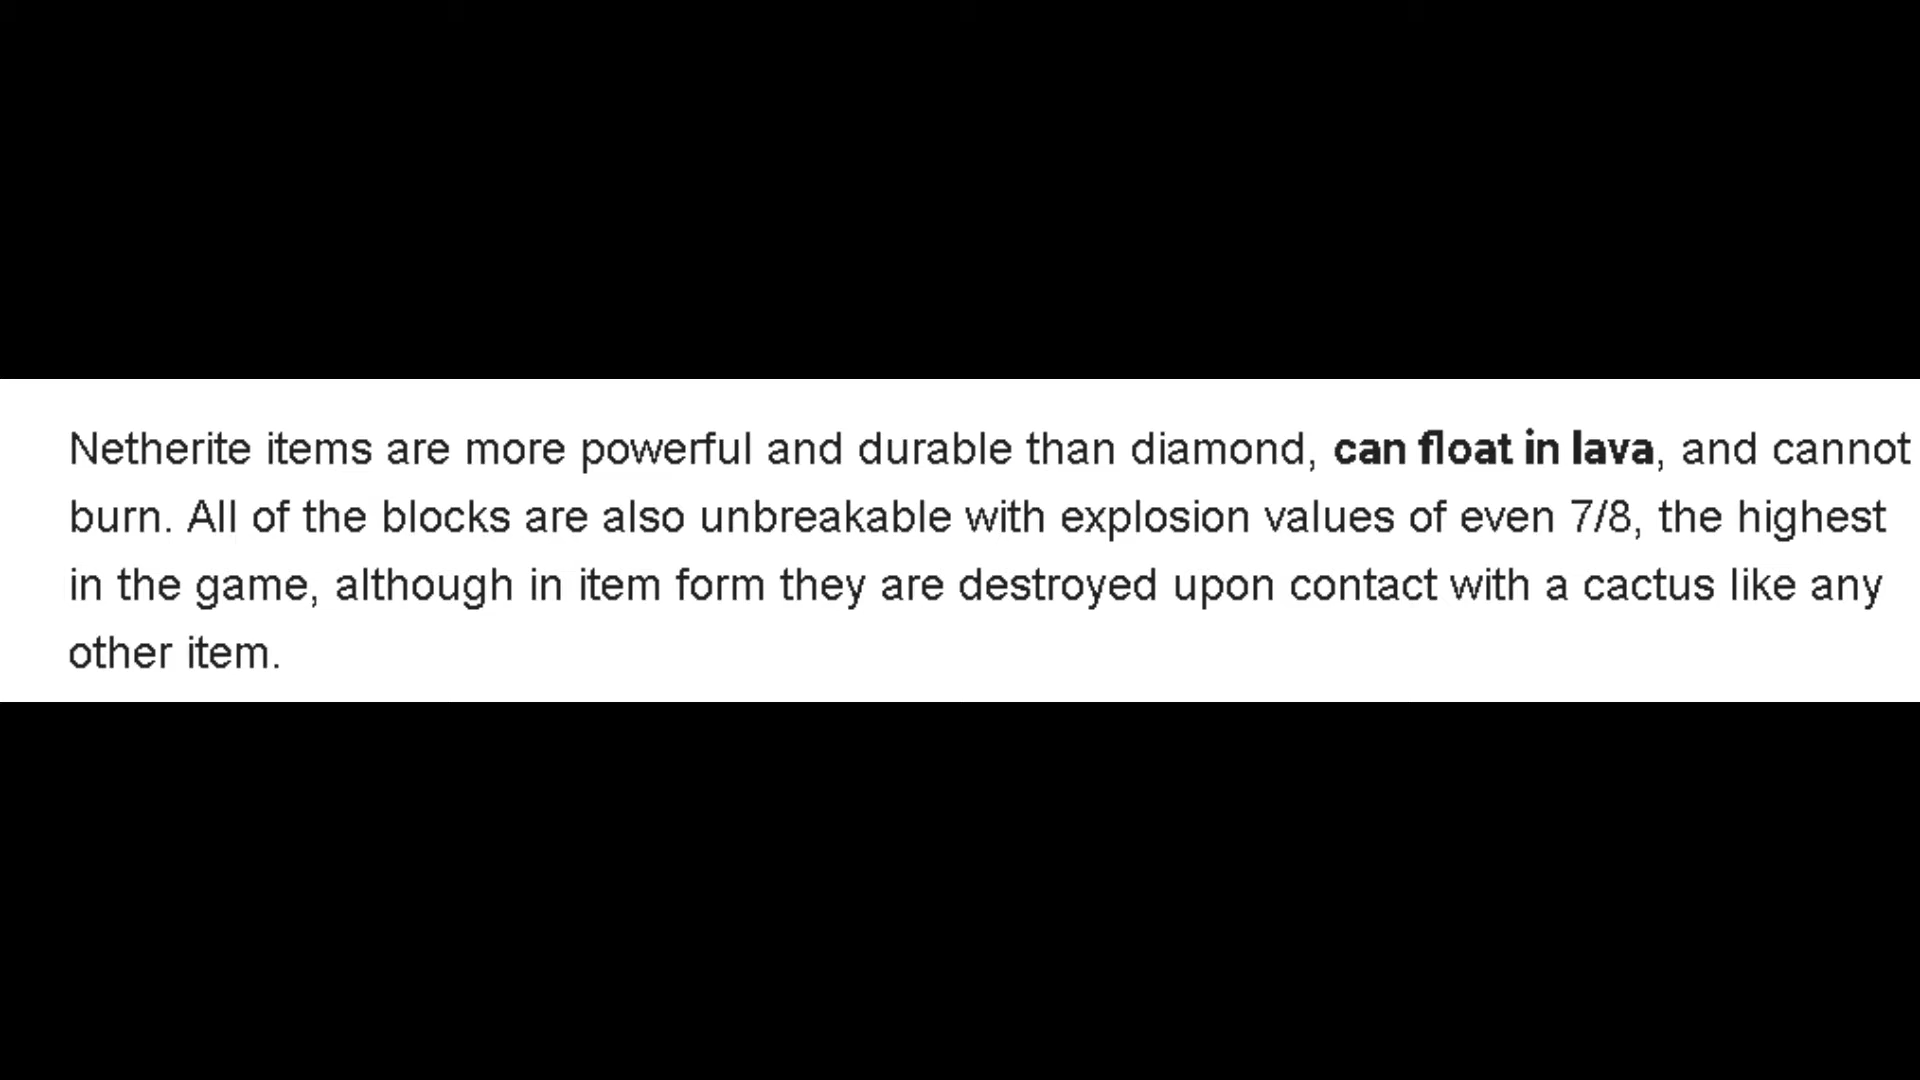 Netherite items are more powerful and durable than diamond, can float in lava, and cannot
burn. All of the blocks are also unbreakable with explosion values of even 7/8, the highest
in the game, although in item form they are destroyed upon contact with a cactus like any
other item.